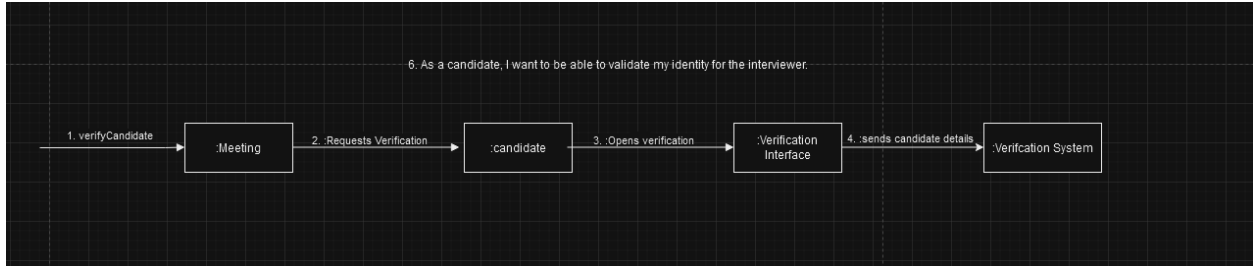 6. As a candidate, I want to be able to validate my identity for the interviewer.
1. verifyCandidate
:Meeting
2. :Requests Verification
:candidate
3. :Opens verification
:Verification
Interface
4. :sends candidate details
:Verifcation System